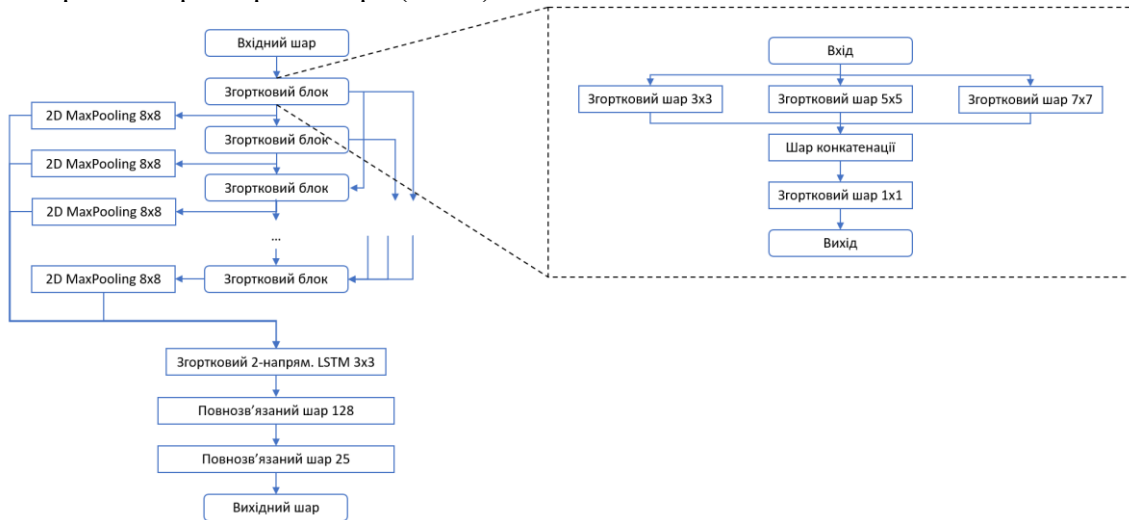 Вхідний шар
Згортковий блок
2D MaxPooling 8x8
Згортковий блок
2D MaxPooling 8x8
Згортковий блок
2D MaxPooling 8x8
...
2D MaxPooling 8x8
Згортковий блок
Згортковий 2-напрям. LSTM 3x3
Повнозв’язаний шар 128
Повнозв’язаний шар 25
Вихідний шар
Вхід
Згортковий шар 3x3
Згортковий шар 5x5
Згортковий шар 7x7
Шар конкатенації
Згортковий шар 1x1
Вихід